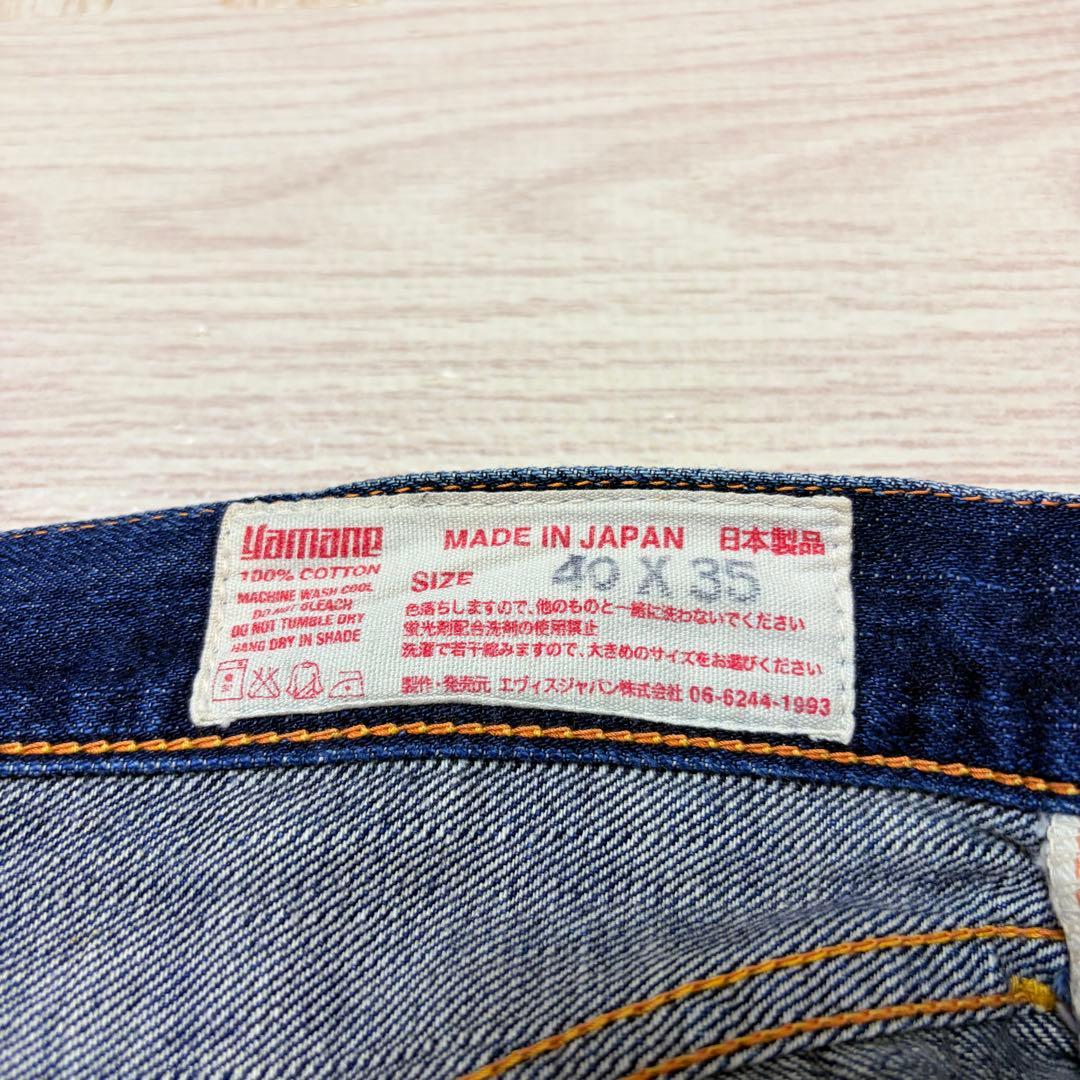 Yamane
100% COTTON
MACHINE WASH COOL
DO NOT BLEACH
DO NOT TUMBLE DRY
HANG DRY IN SHADE
MADE IN JAPAN 日本製品
SIZE 40 X 35
色落ちしますので、他のものと一緒に洗わないでください
蛍光剤配合洗剤の使用禁止
洗濯で若干縮みますので、大きめのサイズをお選びください
製作・発売元 エヴィスジャパン株式会社 06-6244-1993